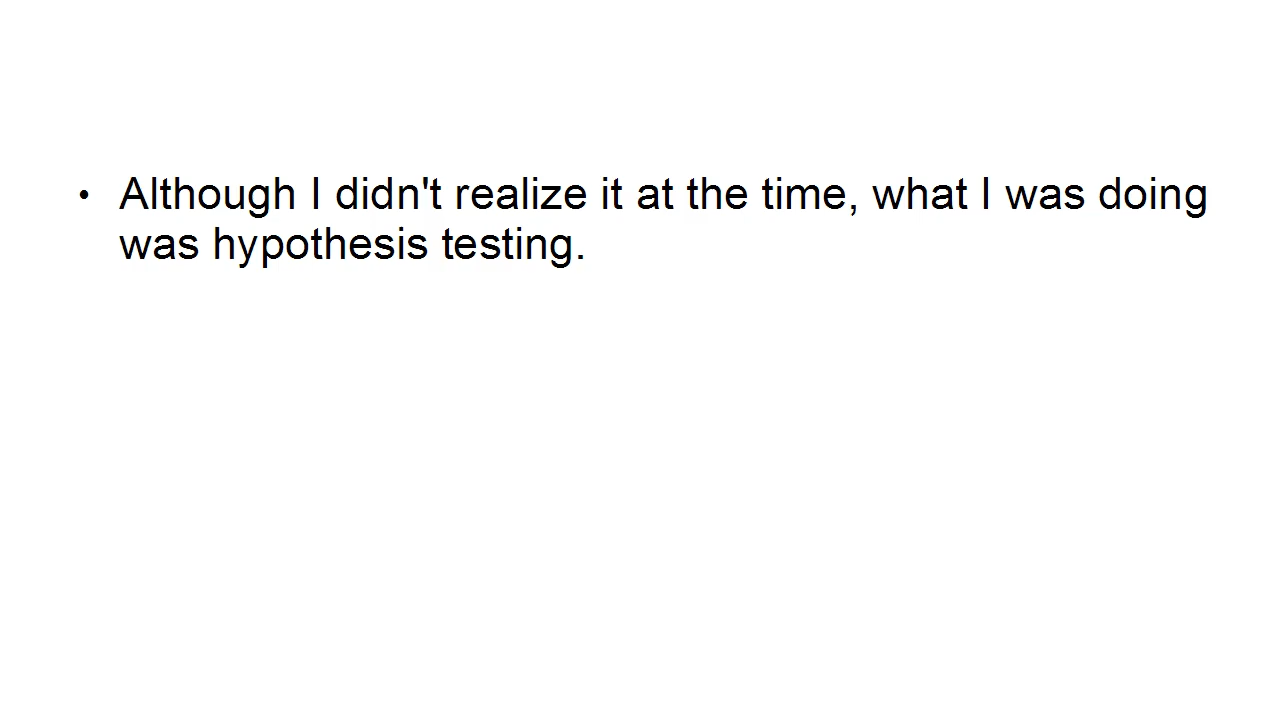 • Although I didn't realize it at the time, what I was doing
was hypothesis testing.